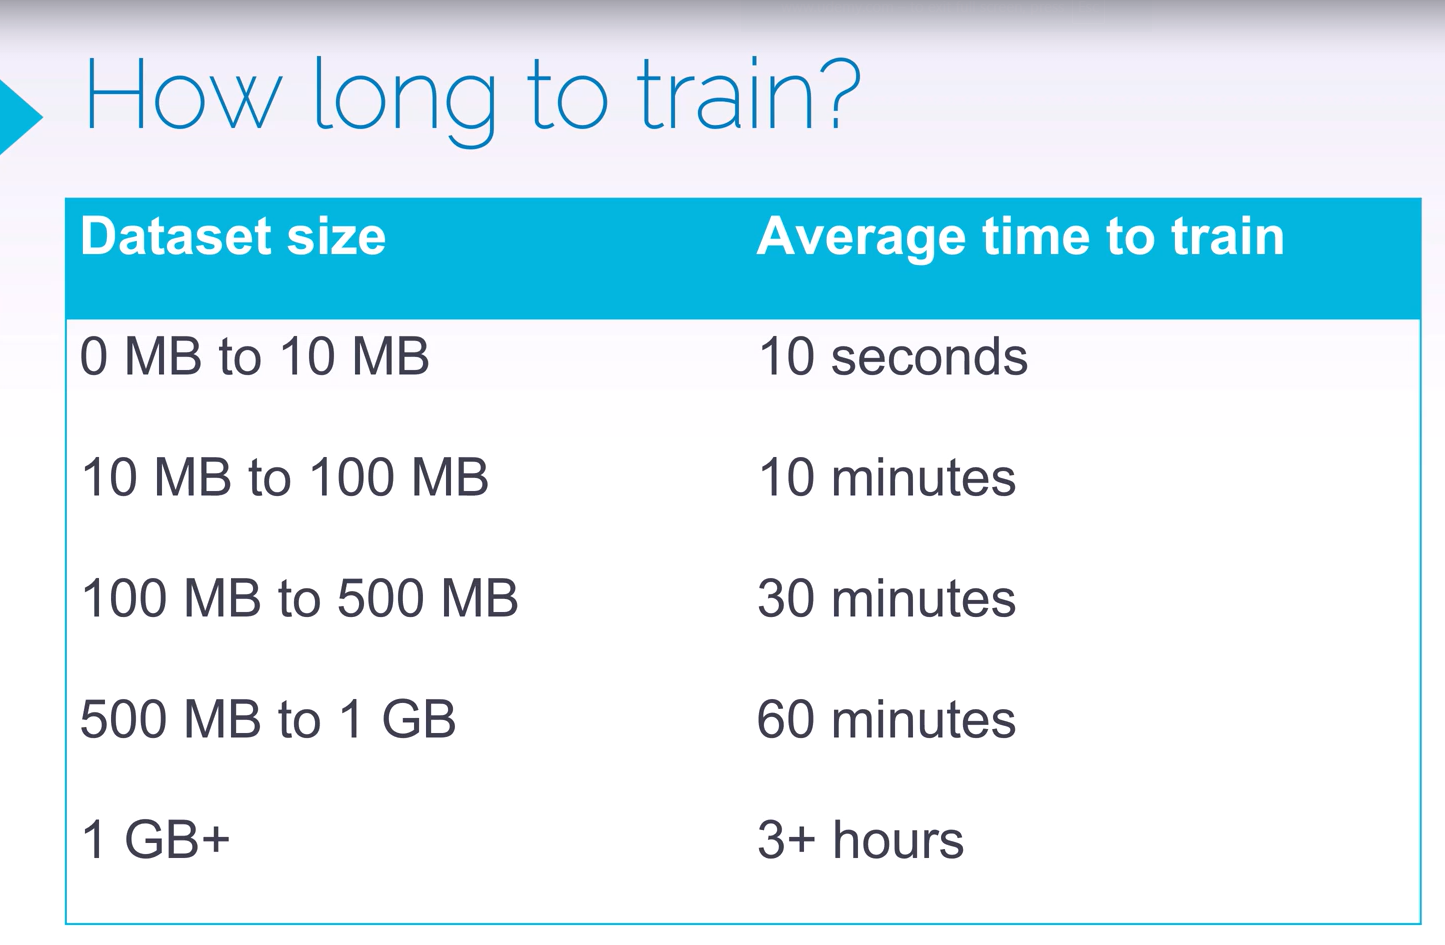 How long to train?
Dataset size Average time to train
0 MB to 10 MB 10 seconds
10 MB to 100 MB 10 minutes
100 MB to 500 MB 30 minutes
500 MB to 1 GB 60 minutes
1 GB+ 3+ hours